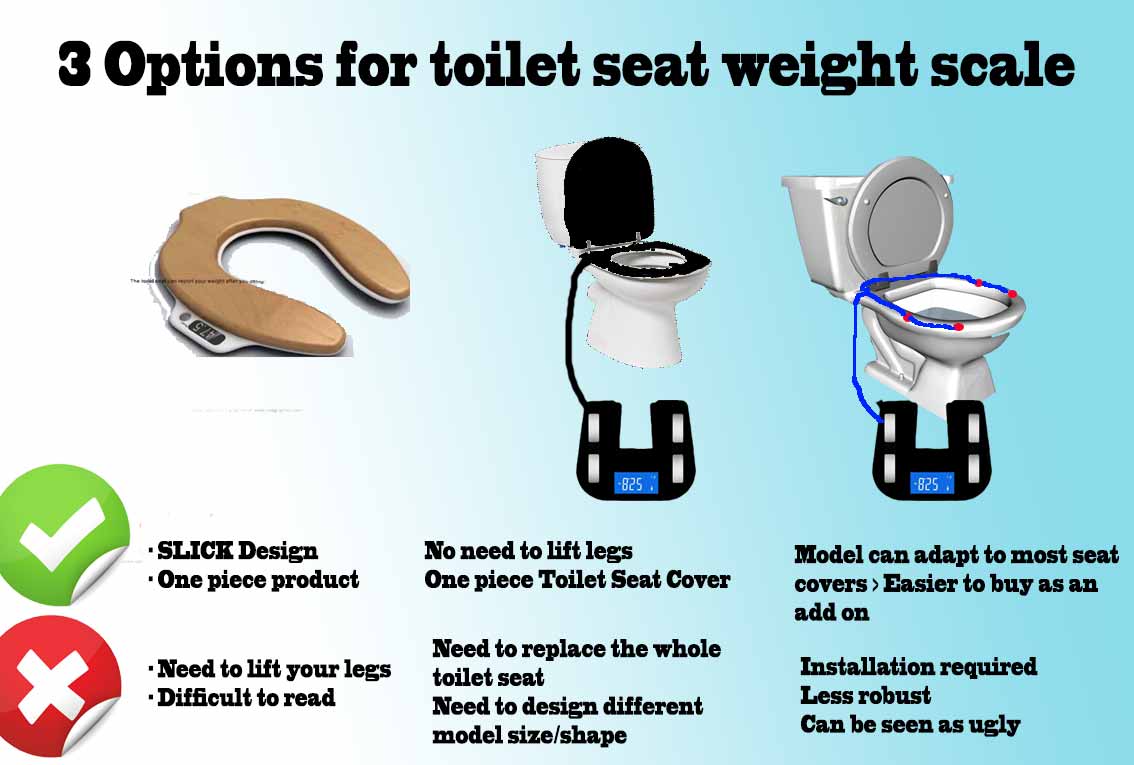 3 Options for toilet seat weight scale
The toilet seat can report your weight after you sitting
47.5
-825
-825
· SLICK Design
· One piece product
No need to lift legs
One piece Toilet Seat Cover
Model can adapt to most seat
covers > Easier to buy as an
add on
· Need to lift your legs
· Difficult to read
Need to replace the whole
toilet seat
Need to design different
model size/shape
Installation required
Less robust
Can be seen as ugly